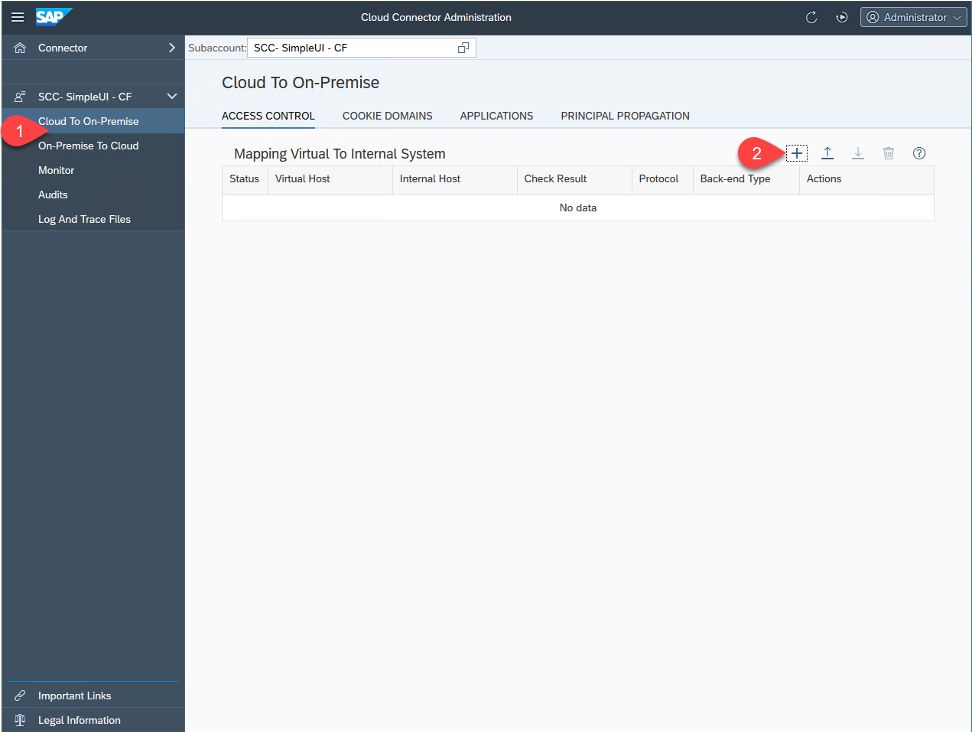 SAP Cloud Connector Administration Administrator
Connector
Subaccount: SCC- SimpleUI - CF
SCC- SimpleUI - CF
Cloud To On-Premise
On-Premise To Cloud
Monitor
Audits
Log And Trace Files
1
Cloud To On-Premise
ACCESS CONTROL COOKIE DOMAINS APPLICATIONS PRINCIPAL PROPAGATION
Mapping Virtual To Internal System
2
Status Virtual Host Internal Host Check Result Protocol Back-end Type Actions
No data
Important Links
Legal Information